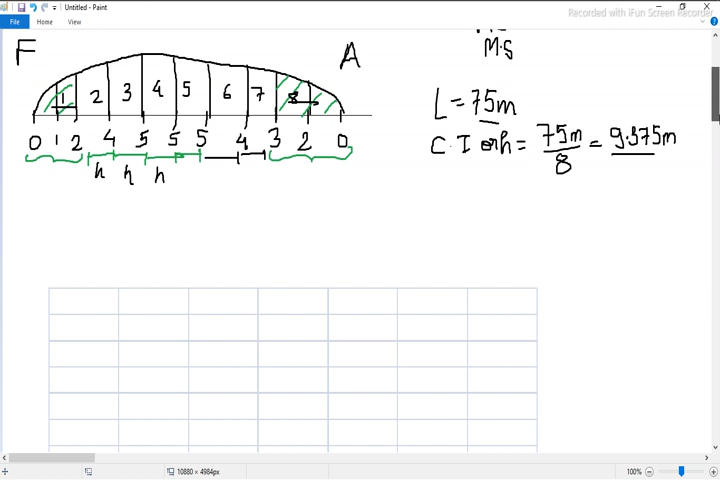 Untitled - Paint
Recorded with iFun Screen Recorder
File Home View
M.S
F
A
1 2 3 4 5 6 7 8
0 1 2 4 5 5 5 4 3 2 0
h h h
L = 75m
C.I or h = 75m/8 = 9.375m
10880 × 4984px
100%